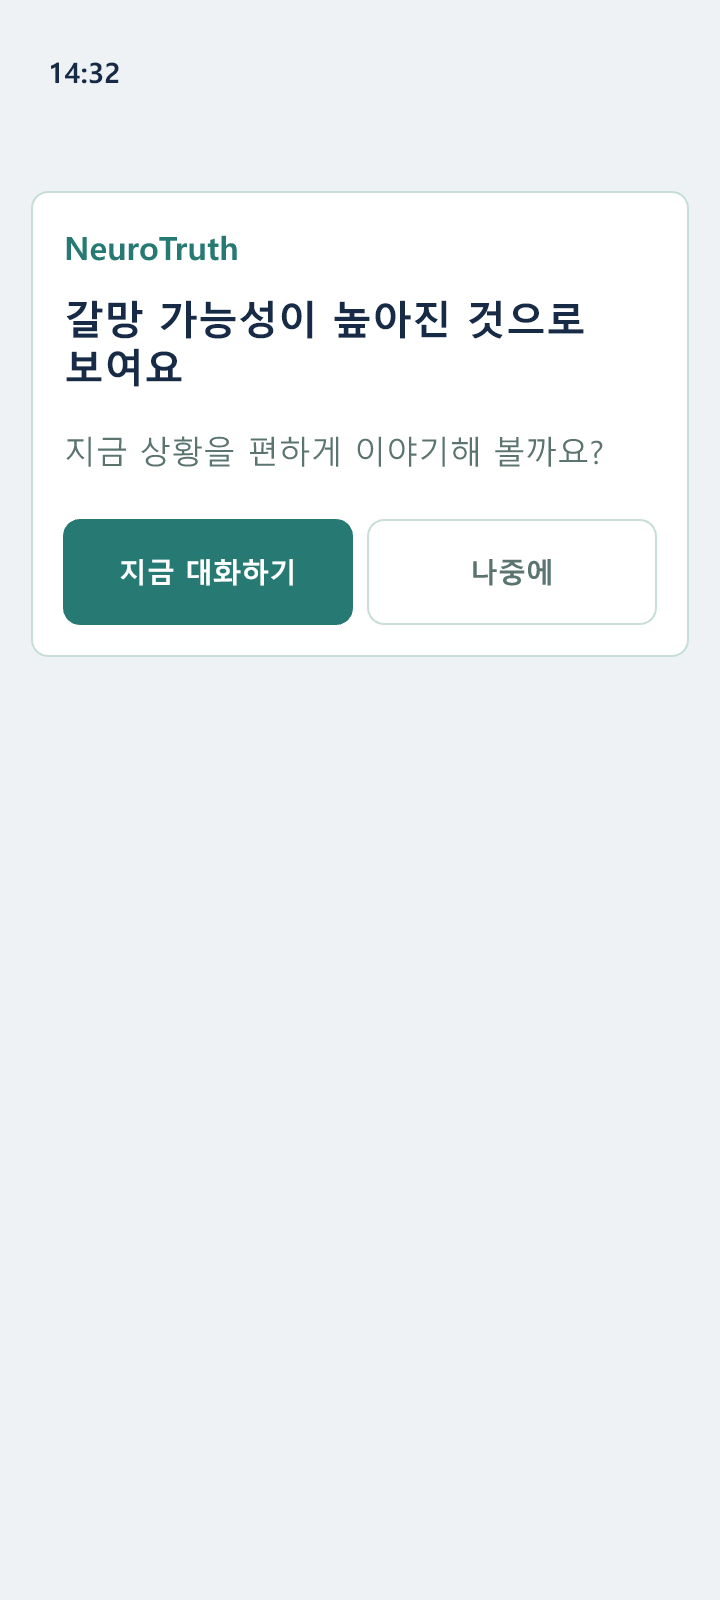 14:32
NeuroTruth
갈망 가능성이 높아진 것으로
보여요
지금 상황을 편하게 이야기해 볼까요?
지금 대화하기
나중에